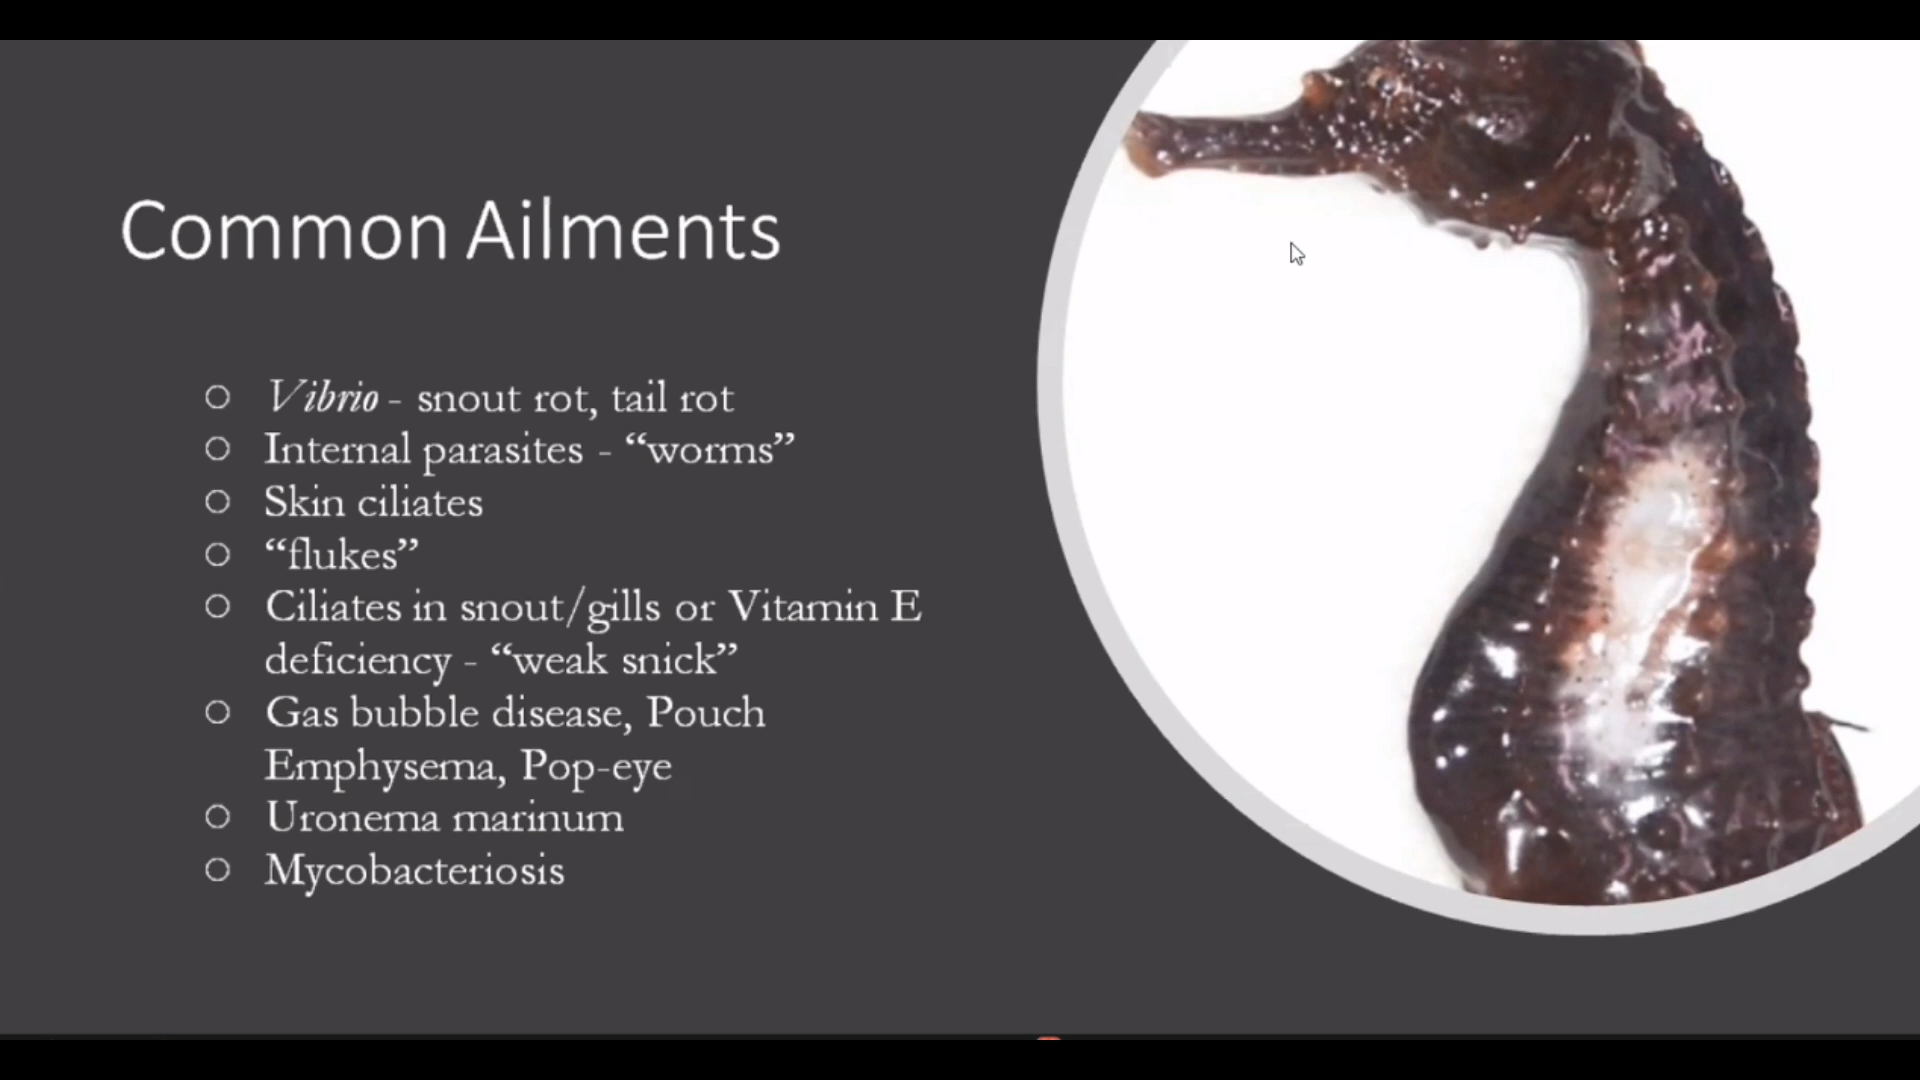 Common Ailments
Vibrio - snout rot, tail rot
Internal parasites - “worms”
Skin ciliates
“flukes”
Ciliates in snout/gills or Vitamin E
deficiency - “weak snick”
Gas bubble disease, Pouch
Emphysema, Pop-eye
Uronema marinum
Mycobacteriosis